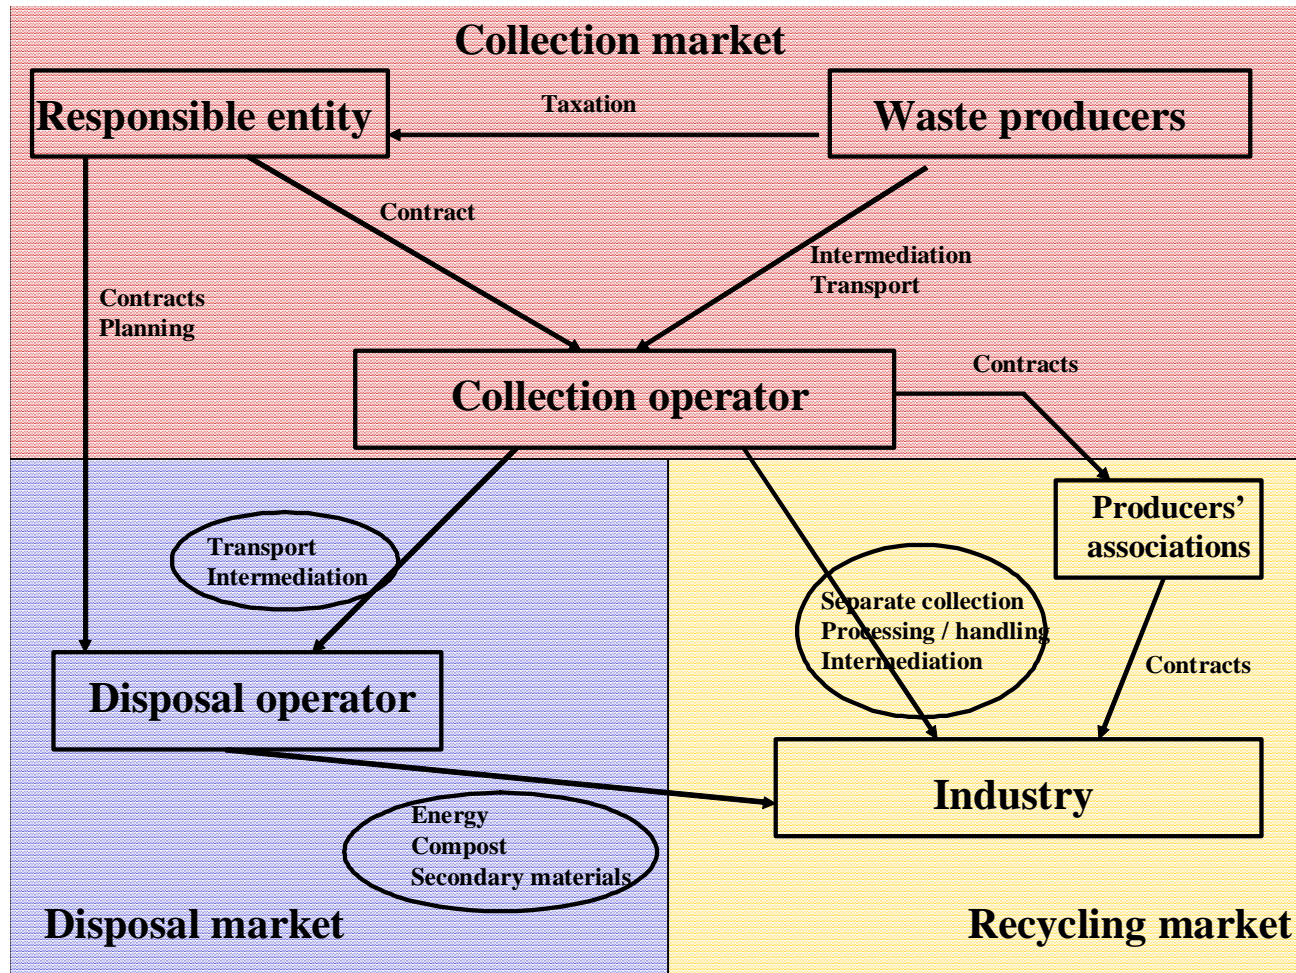 Collection market
Responsible entity
Taxation
Waste producers
Contract
Intermediation
Transport
Contracts
Planning
Collection operator
Contracts
Producers’
associations
Transport
Intermediation
Separate collection
Processing / handling
Intermediation
Contracts
Disposal operator
Industry
Energy
Compost
Secondary materials
Disposal market
Recycling market